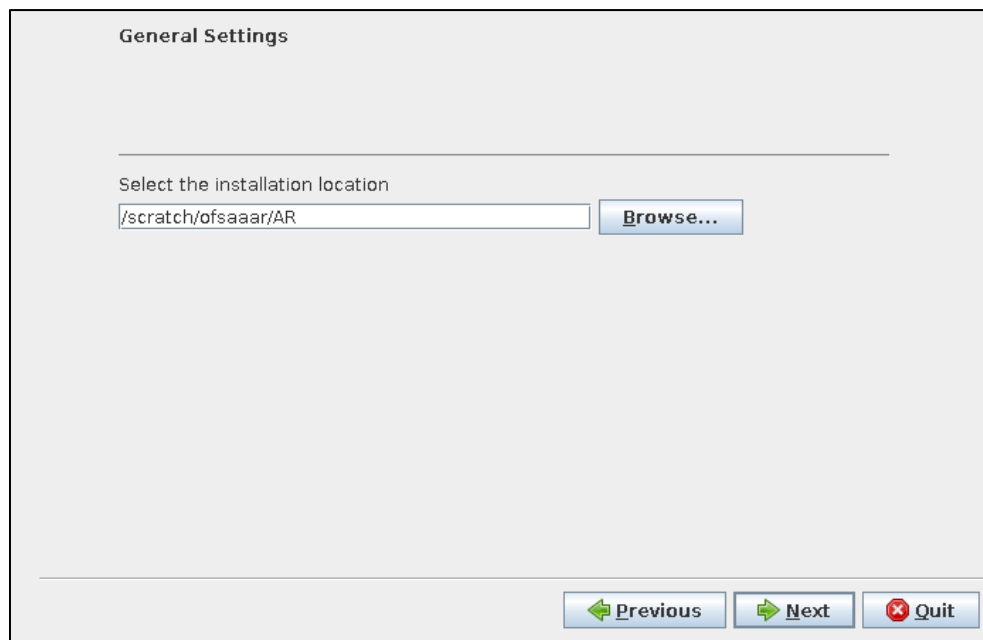 General Settings
Select the installation location
/scratch/ofsaaar/AR
Browse...
Previous
Next
Quit